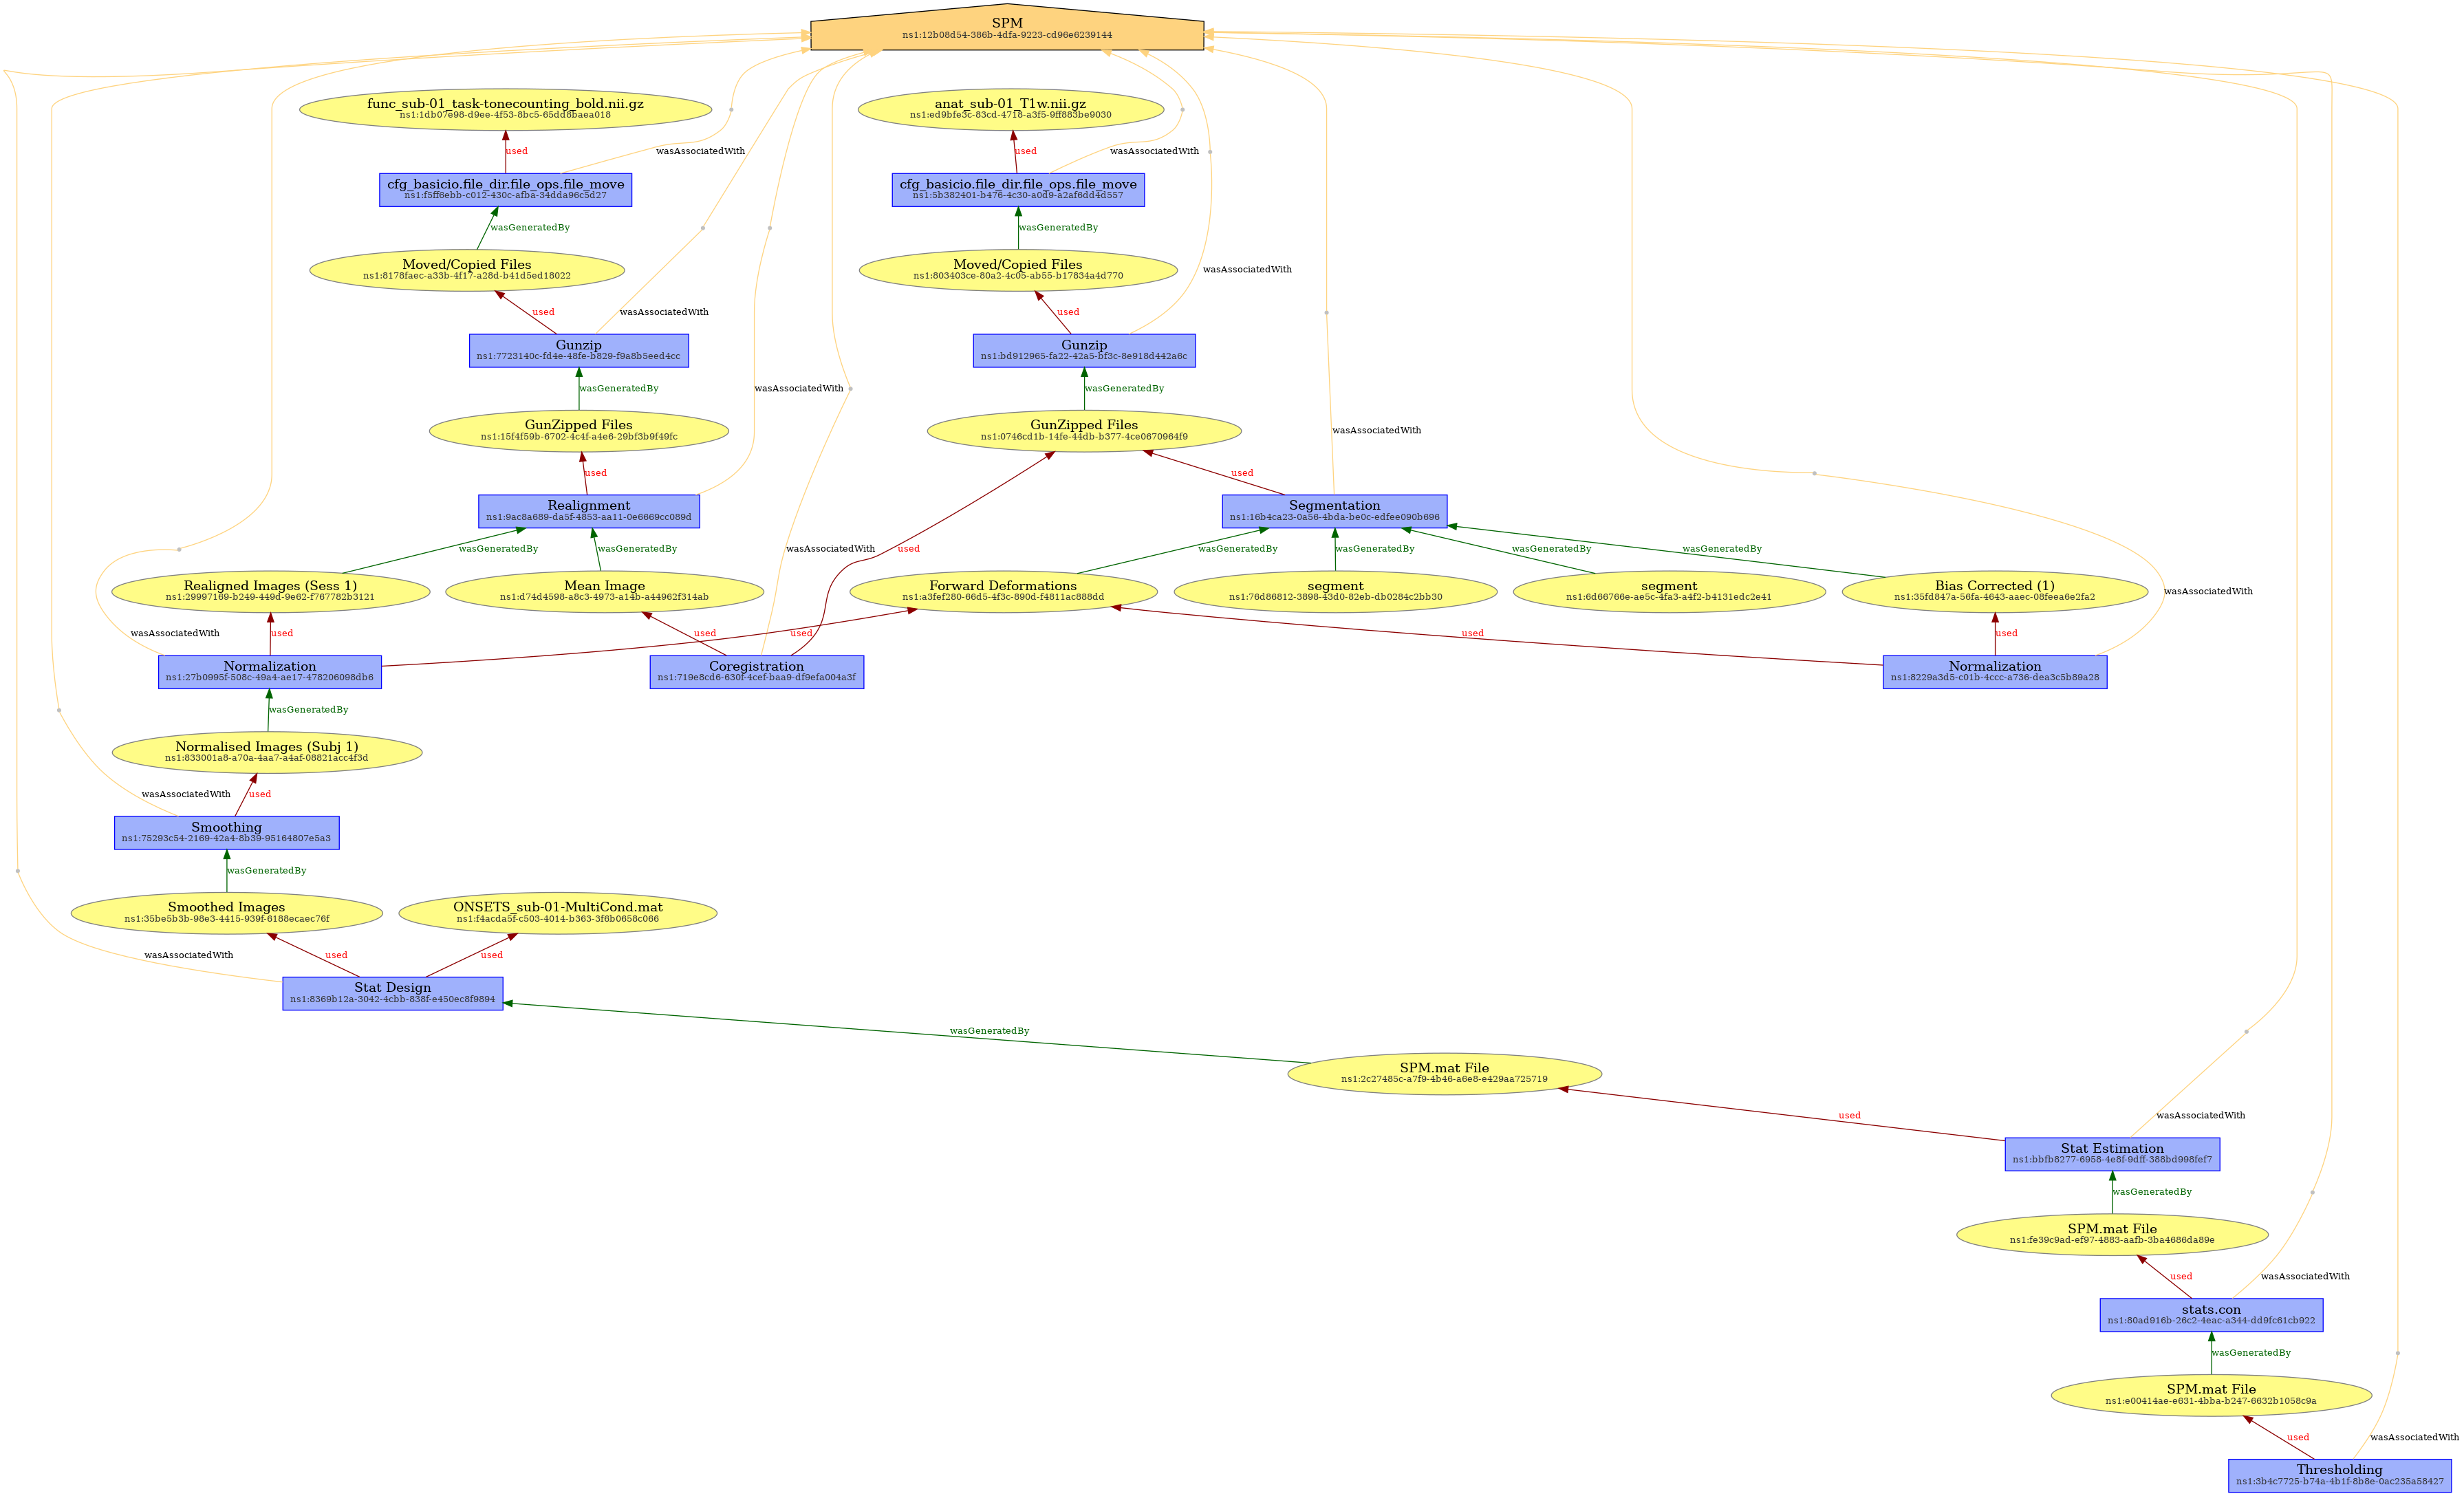 SPM
ns1:12b08d54-386b-4dfa-9223-cd96e6239144
func_sub-01_task-tonecounting_bold.nii.gz
ns1:1db07e98-d9ee-4f53-8bc5-65dd8baea018
anat_sub-01_T1w.nii.gz
ns1:ed9bfe3c-83cd-4718-a3f5-9ff883be9030
used
wasAssociatedWith
used
wasAssociatedWith
cfg_basicio.file_dir.file_ops.file_move
ns1:f5ff6ebb-c012-430c-afba-34dda96c5d27
cfg_basicio.file_dir.file_ops.file_move
ns1:5b382401-b476-4c30-a0d9-a2af6dd4d557
wasGeneratedBy
wasGeneratedBy
Moved/Copied Files
ns1:8178faec-a33b-4f17-a28d-b41d5ed18022
Moved/Copied Files
ns1:803403ce-80a2-4c05-ab55-b17834a4d770
wasAssociatedWith
used
wasAssociatedWith
used
Gunzip
ns1:7723140c-fd4e-48fe-b829-f9a8b5eed4cc
Gunzip
ns1:bd912965-fa22-42a5-bf3c-8e918d442a6c
wasGeneratedBy
wasAssociatedWith
wasGeneratedBy
GunZipped Files
ns1:15f4f59b-6702-4c4f-a4e6-29bf3b9f49fc
GunZipped Files
ns1:0746cd1b-14fe-44db-b377-4ce0670964f9
wasAssociatedWith
used
used
Realignment
ns1:9ac8a689-da5f-4853-aa11-0e6669cc089d
Segmentation
ns1:16b4ca23-0a56-4bda-be0c-edfee090b696
wasGeneratedBy
wasGeneratedBy
wasAssociatedWith
used
wasGeneratedBy
wasGeneratedBy
wasGeneratedBy
wasGeneratedBy
Realigned Images (Sess 1)
ns1:29997169-b249-449d-9e62-f767782b3121
Mean Image
ns1:d74d4598-a8c3-4973-a14b-a44962f314ab
Forward Deformations
ns1:a3fef280-66d5-4f3c-890d-f4811ac888dd
segment
ns1:76d86812-3898-43d0-82eb-db0284c2bb30
segment
ns1:6d66766e-ae5c-4fa3-a4f2-b4131edc2e41
Bias Corrected (1)
ns1:35fd847a-56fa-4643-aaec-08feea6e2fa2
wasAssociatedWith
wasAssociatedWith
used
used
used
used
used
Normalization
ns1:27b0995f-508c-49a4-ae17-478206098db6
Coregistration
ns1:719e8cd6-630f-4cef-baa9-df9efa004a3f
Normalization
ns1:8229a3d5-c01b-4ccc-a736-dea3c5b89a28
wasGeneratedBy
Normalised Images (Subj 1)
ns1:833001a8-a70a-4aa7-a4af-08821acc4f3d
wasAssociatedWith
used
Smoothing
ns1:75293c54-2169-42a4-8b39-95164807e5a3
wasGeneratedBy
Smoothed Images
ns1:35be5b3b-98e3-4415-939f-6188ecaec76f
ONSETS_sub-01-MultiCond.mat
ns1:f4acda5f-c503-4014-b363-3f6b0658c066
wasAssociatedWith
used
used
Stat Design
ns1:8369b12a-3042-4cbb-838f-e450ec8f9894
wasGeneratedBy
SPM.mat File
ns1:2c27485c-a7f9-4b46-a6e8-e429aa725719
used
wasAssociatedWith
Stat Estimation
ns1:bbfb8277-6958-4e8f-9dff-388bd998fef7
wasGeneratedBy
SPM.mat File
ns1:fe39c9ad-ef97-4883-aafb-3ba4686da89e
used
wasAssociatedWith
stats.con
ns1:80ad916b-26c2-4eac-a344-dd9fc61cb922
wasGeneratedBy
SPM.mat File
ns1:e00414ae-e631-4bba-b247-6632b1058c9a
used
wasAssociatedWith
Thresholding
ns1:3b4c7725-b74a-4b1f-8b8e-0ac235a58427